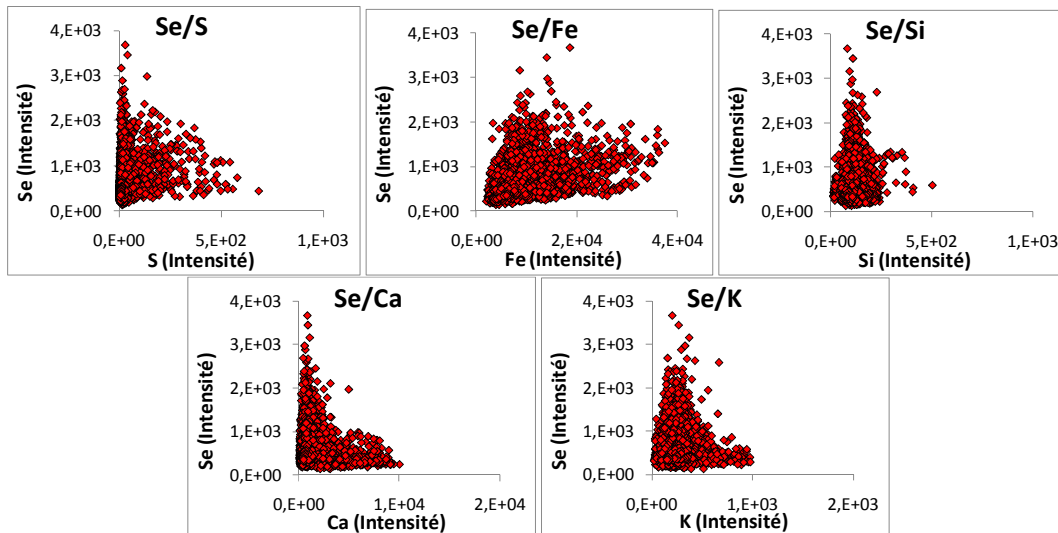 Se/S
Se (Intensité)
4,E+03
3,E+03
2,E+03
1,E+03
0,E+00
0,E+00 5,E+02 1,E+03
S (Intensité)
Se/Fe
Se (Intensité)
4,E+03
3,E+03
2,E+03
1,E+03
0,E+00
0,E+00 2,E+04 4,E+04
Fe (Intensité)
Se/Si
Se (Intensité)
4,E+03
3,E+03
2,E+03
1,E+03
0,E+00
0,E+00 5,E+02 1,E+03
Si (Intensité)
Se/Ca
Se (Intensité)
4,E+03
3,E+03
2,E+03
1,E+03
0,E+00
0,E+00 1,E+04 2,E+04
Ca (Intensité)
Se/K
Se (Intensité)
4,E+03
3,E+03
2,E+03
1,E+03
0,E+00
0,E+00 1,E+03 2,E+03
K (Intensité)